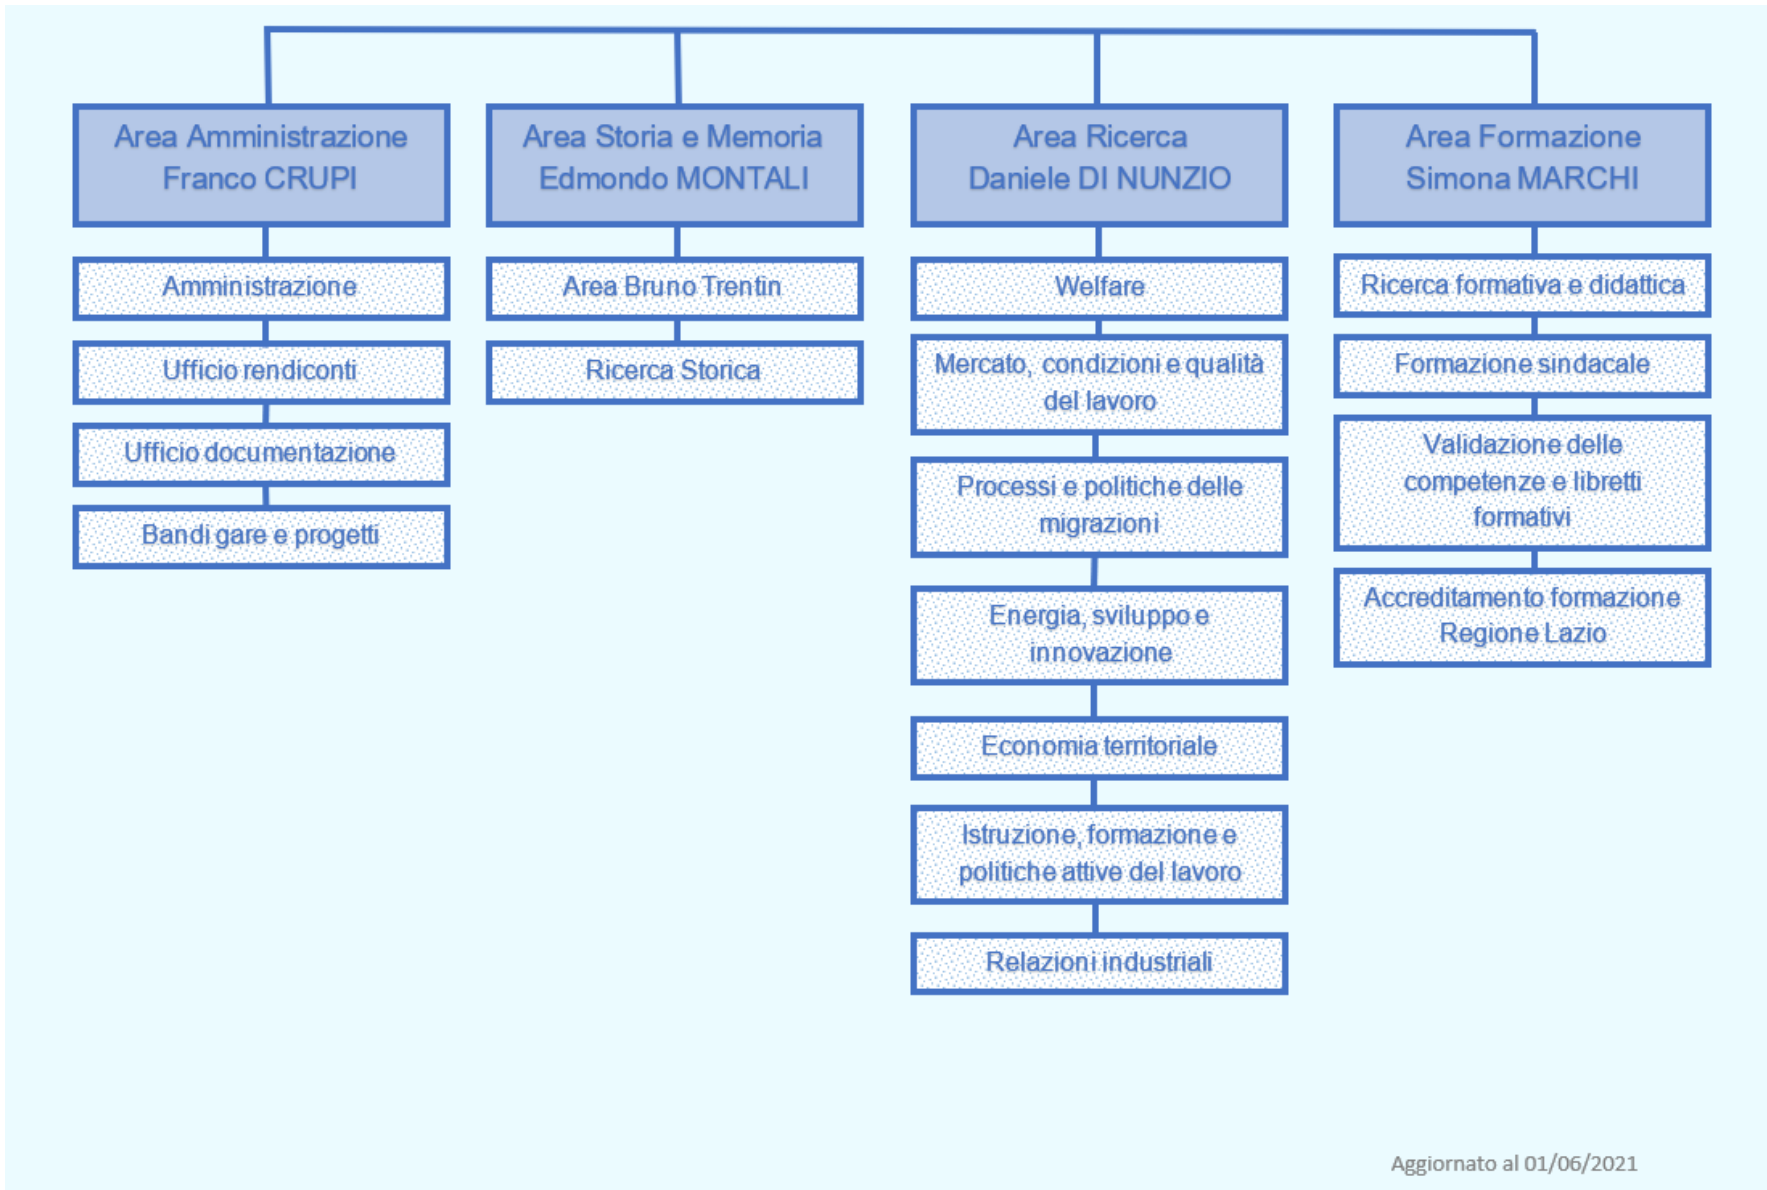 Area Amministrazione
Franco CRUPI
Amministrazione
Ufficio rendiconti
Ufficio documentazione
Bandi gare e progetti
Area Storia e Memoria
Edmondo MONTALI
Area Bruno Trentin
Ricerca Storica
Area Ricerca
Daniele DI NUNZIO
Welfare
Mercato, condizioni e qualità
del lavoro
Processi e politiche delle
migrazioni
Energia, sviluppo e
innovazione
Economia territoriale
Istruzione, formazione e
politiche attive del lavoro
Relazioni industriali
Area Formazione
Simona MARCHI
Ricerca formativa e didattica
Formazione sindacale
Validazione delle
competenze e libretti
formativi
Accreditamento formazione
Regione Lazio
Aggiornato al 01/06/2021